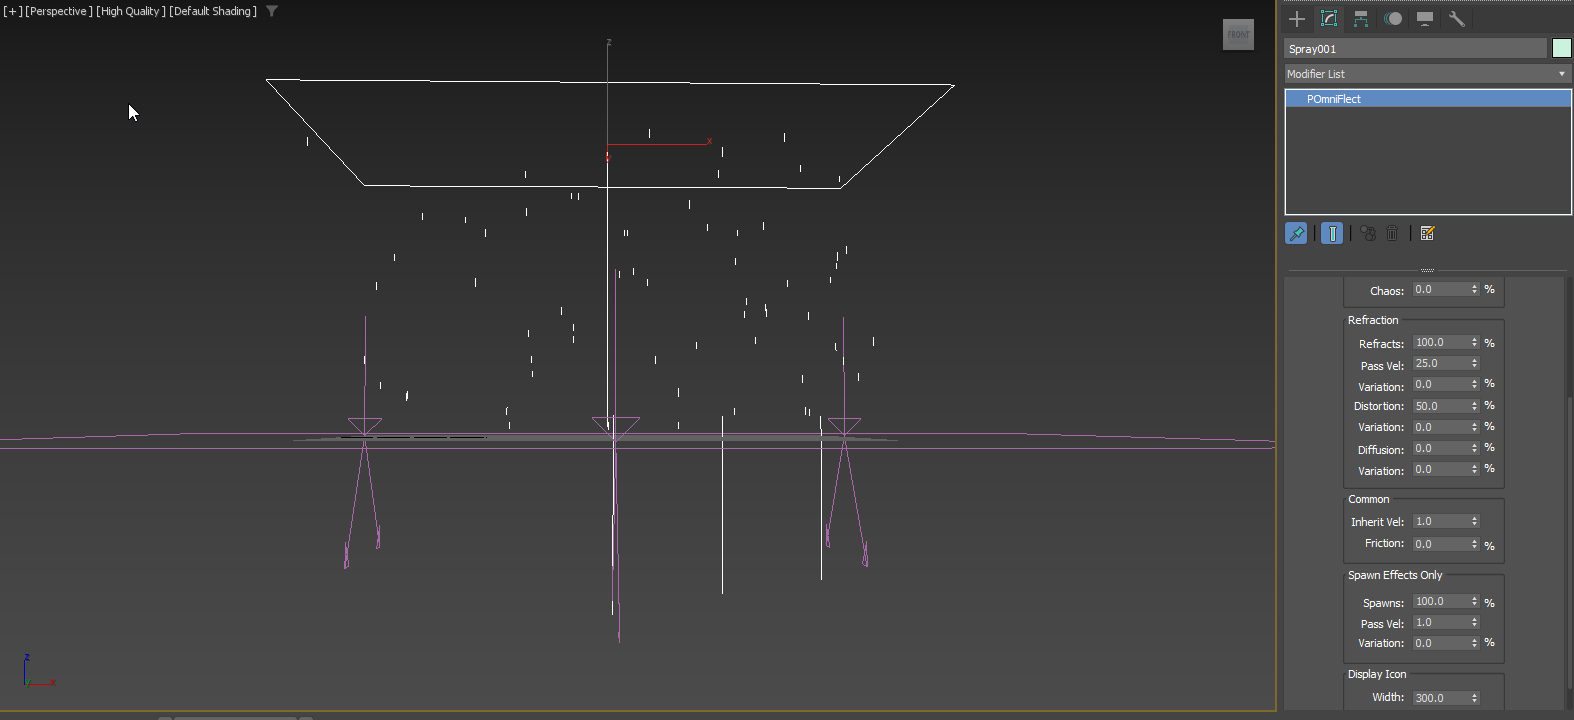 [+] [Perspective ] [High Quality ] [Default Shading ]
z
FRONT
x
z
x
Spray001
Modifier List
POmniFlect
Chaos: 0.0 %
Refraction
Refracts: 100.0 %
Pass Vel: 25.0
Variation: 0.0 %
Distortion: 50.0 %
Variation: 0.0 %
Diffusion: 0.0 %
Variation: 0.0 %
Common
Inherit Vel: 1.0
Friction: 0.0 %
Spawn Effects Only
Spawns: 100.0 %
Pass Vel: 1.0
Variation: 0.0 %
Display Icon
Width: 300.0